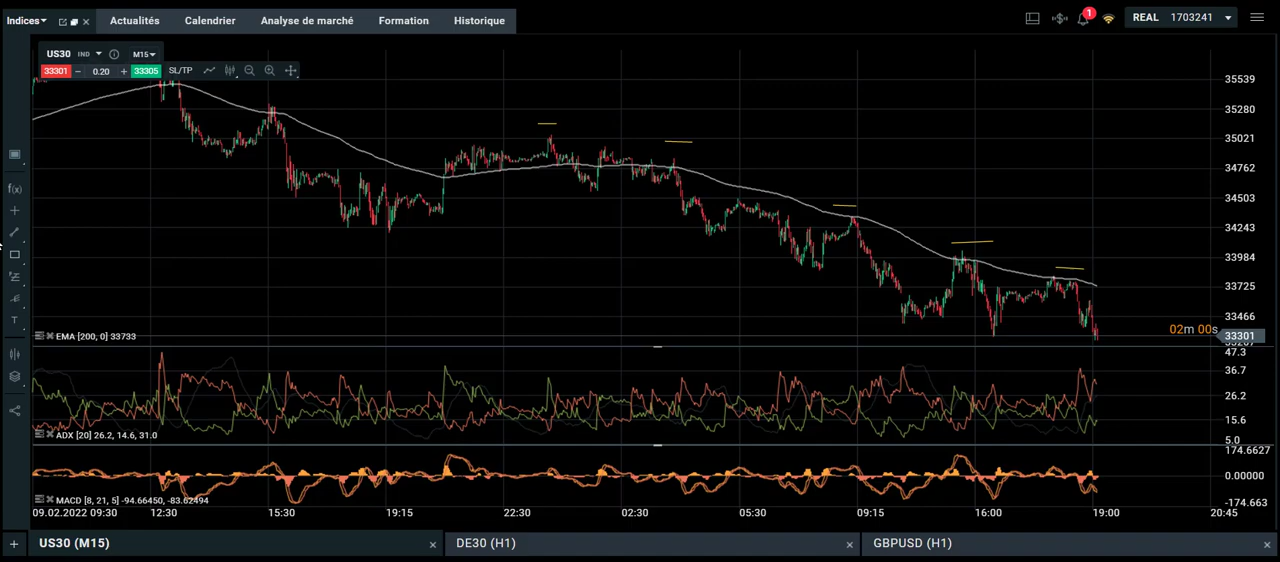 Indices Actualités Calendrier Analyse de marché Formation Historique 1 REAL 1703241
US30 IND M15
33301 − 0.20 + 33305 SL/TP
35539
35280
35021
34762
34503
34243
33984
33725
33466
02m 00s 33301
EMA [200, 0] 33733
47.3
36.7
26.2
15.6
5.0
ADX [20] 26.2, 14.6, 31.0
174.6627
0.00000
-174.663
MACD [8, 21, 5] -94.66450, -83.62494
09.02.2022 09:30 12:30 15:30 19:15 22:30 02:30 05:30 09:15 16:00 19:00 20:45
f(x)
T
+ US30 (M15) × DE30 (H1) × GBPUSD (H1) ×